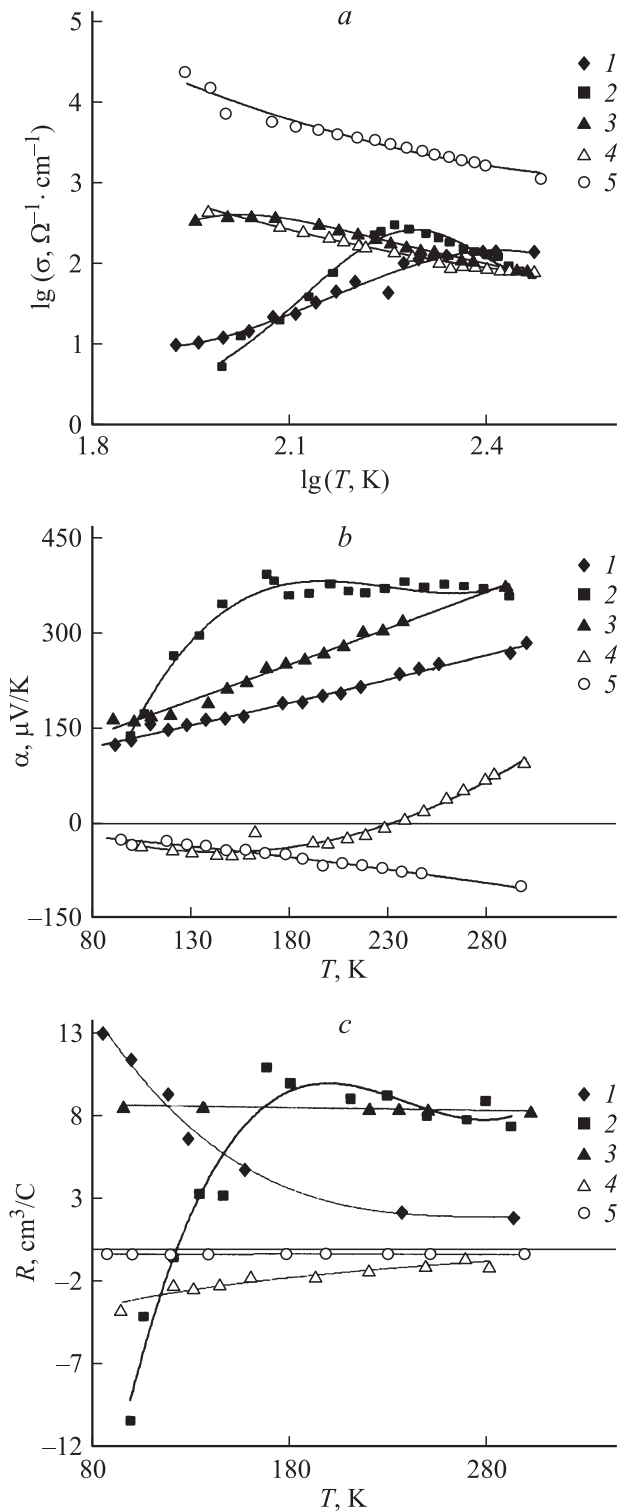 a
5
4
3
2
1
0
lg (σ, Ω⁻¹ · cm⁻¹)
1
2
3
4
5
1.8 2.1 2.4
lg (T, K)
b
450
300
150
0
–150
α, μV/K
1
2
3
4
5
80 130 180 230 280
T, K
c
13
8
3
–2
–7
–12
R, cm³/C
1
2
3
4
5
80 180 280
T, K